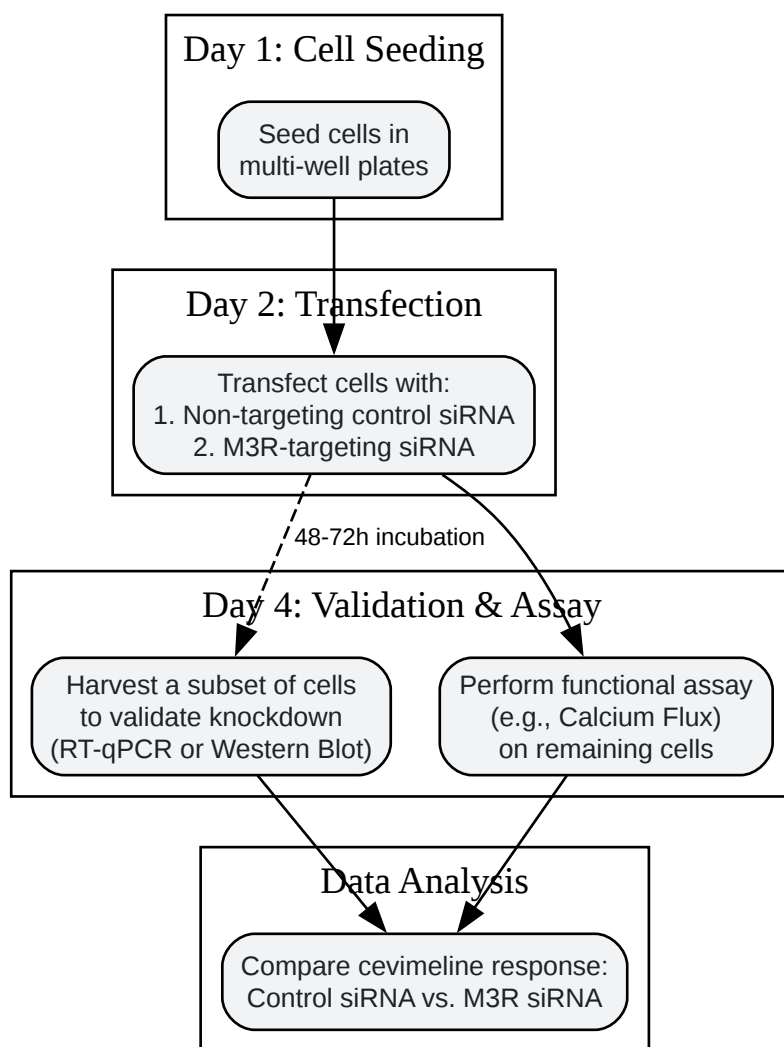 Day 1: Cell Seeding
Seed cells in
multi-well plates
Day 2: Transfection
Transfect cells with:
1. Non-targeting control siRNA
2. M3R-targeting siRNA
48-72h incubation
Day 4: Validation & Assay
Harvest a subset of cells
to validate knockdown
(RT-qPCR or Western Blot)
Perform functional assay
(e.g., Calcium Flux)
on remaining cells
Data Analysis
Compare cevimeline response:
Control siRNA vs. M3R siRNA